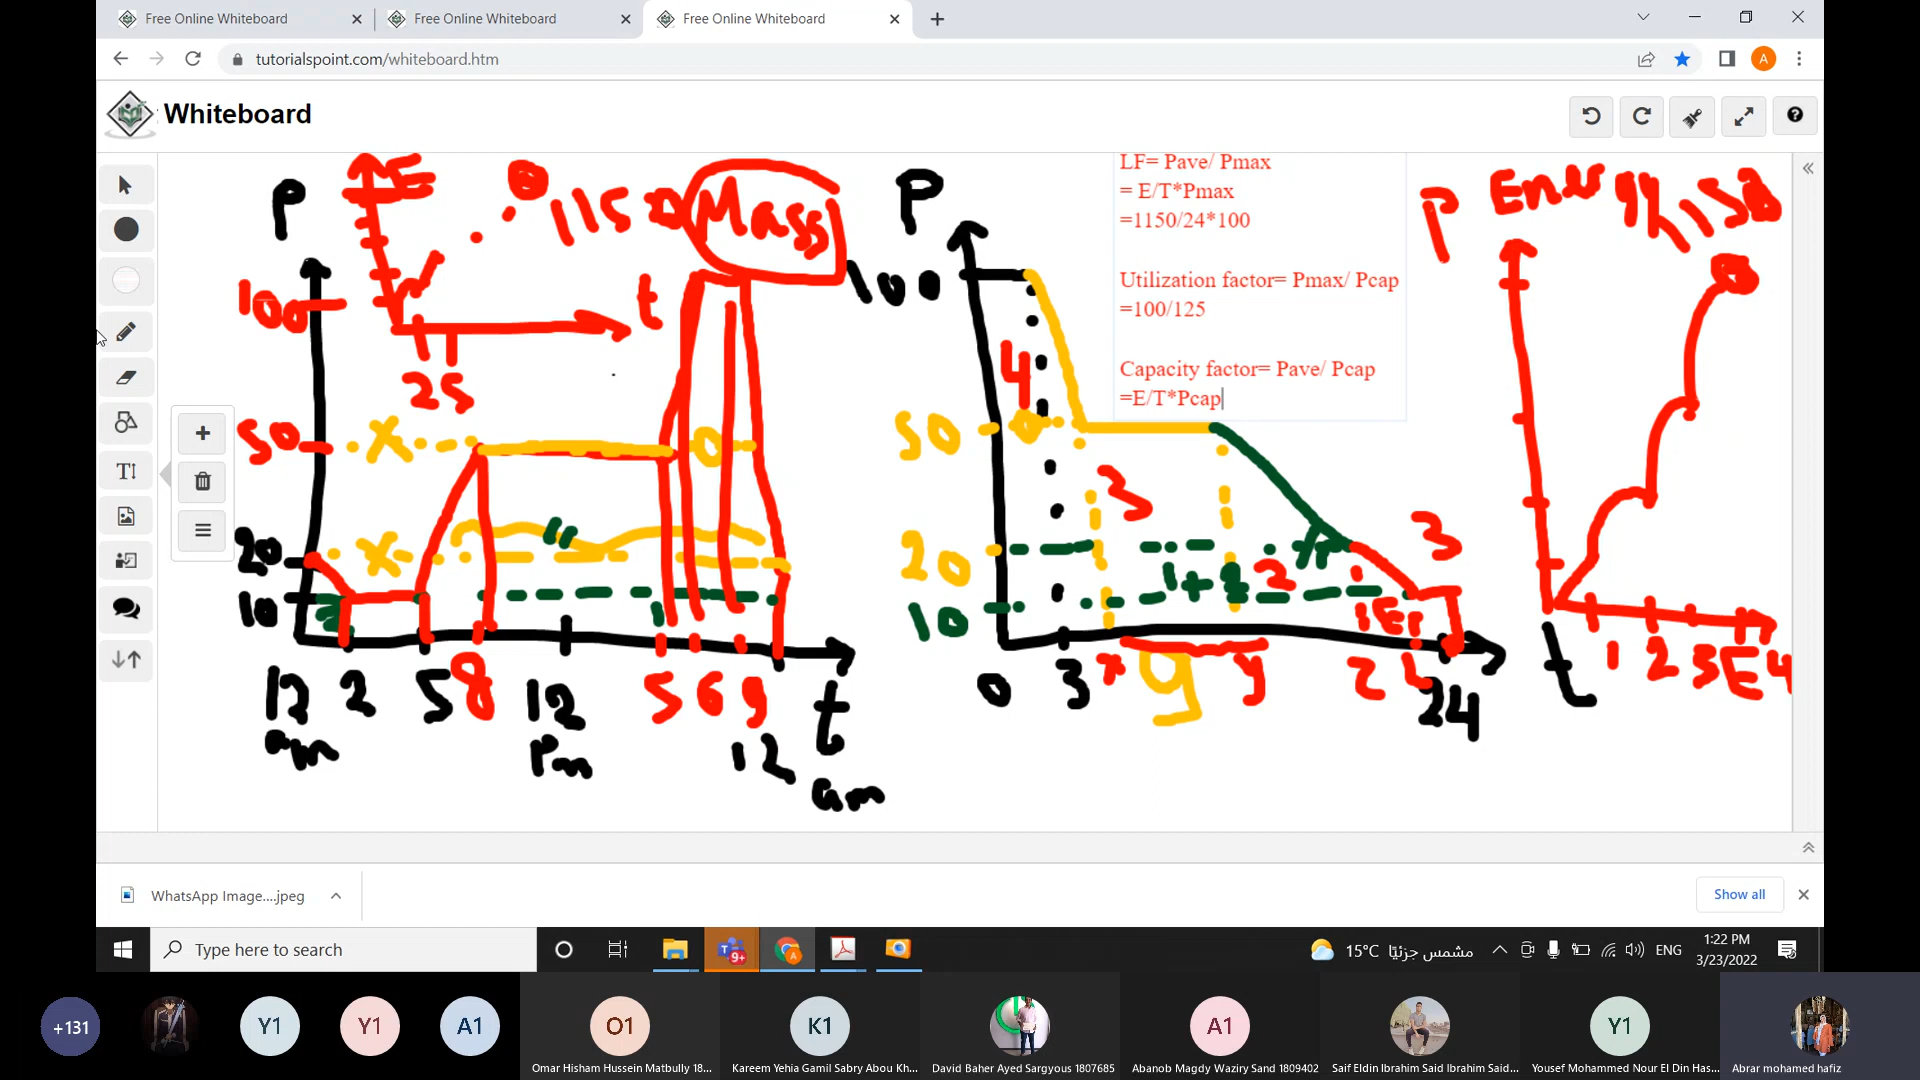 Free Online Whiteboard
Free Online Whiteboard
Free Online Whiteboard
tutorialspoint.com/whiteboard.htm
A
Whiteboard
P
E
1150
Mass
t
25
100
50
20
10
X
X
0
12
am
2
5
8
12
Pm
5
6
9
12
t
am
P
100
50
20
10
4
3
3
0
3
x
y
24
LF= Pave/ Pmax
= E/T*Pmax
=1150/24*100
Utilization factor= Pmax/ Pcap
=100/125
Capacity factor= Pave/ Pcap
=E/T*Pcap
P
t
1 2 3 E 4
WhatsApp Image....jpeg
Show all
Type here to search
9+
15°C مشمس جزئيًا
ENG
1:22 PM
3/23/2022
+131
Y1
Y1
A1
O1
K1
A1
Y1
Omar Hisham Hussein Matbully 18...
Kareem Yehia Gamil Sabry Abou Kh...
David Baher Ayed Sargyous 1807685
Abanob Magdy Waziry Sand 1809402
Saif Eldin Ibrahim Said Ibrahim Said...
Yousef Mohammed Nour El Din Has...
Abrar mohamed hafiz